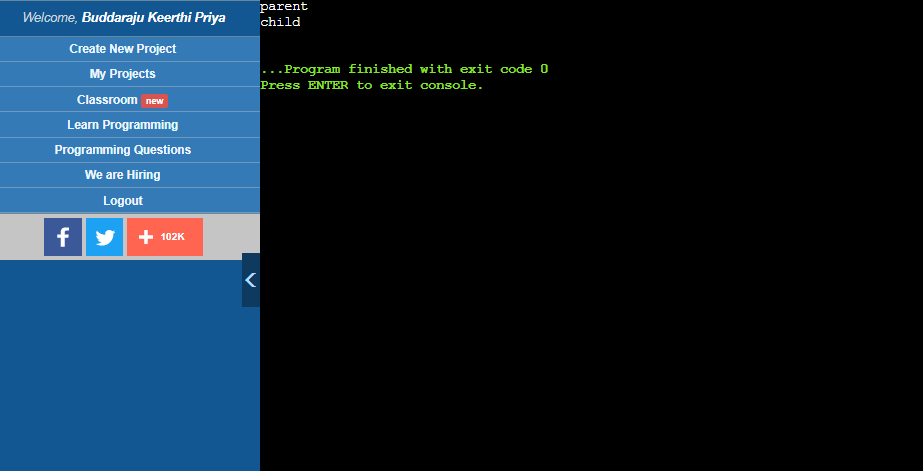 Welcome, Buddaraju Keerthi Priya
Create New Project
My Projects
Classroom new
Learn Programming
Programming Questions
We are Hiring
Logout
f
+ 102K
parent
child
...Program finished with exit code 0
Press ENTER to exit console.